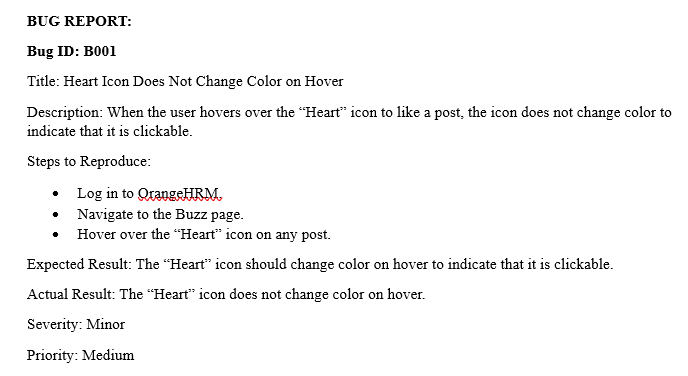 BUG REPORT:
Bug ID: B001
Title: Heart Icon Does Not Change Color on Hover
Description: When the user hovers over the “Heart” icon to like a post, the icon does not change color to
indicate that it is clickable.
Steps to Reproduce:
• Log in to OrangeHRM.
• Navigate to the Buzz page.
• Hover over the “Heart” icon on any post.
Expected Result: The “Heart” icon should change color on hover to indicate that it is clickable.
Actual Result: The “Heart” icon does not change color on hover.
Severity: Minor
Priority: Medium